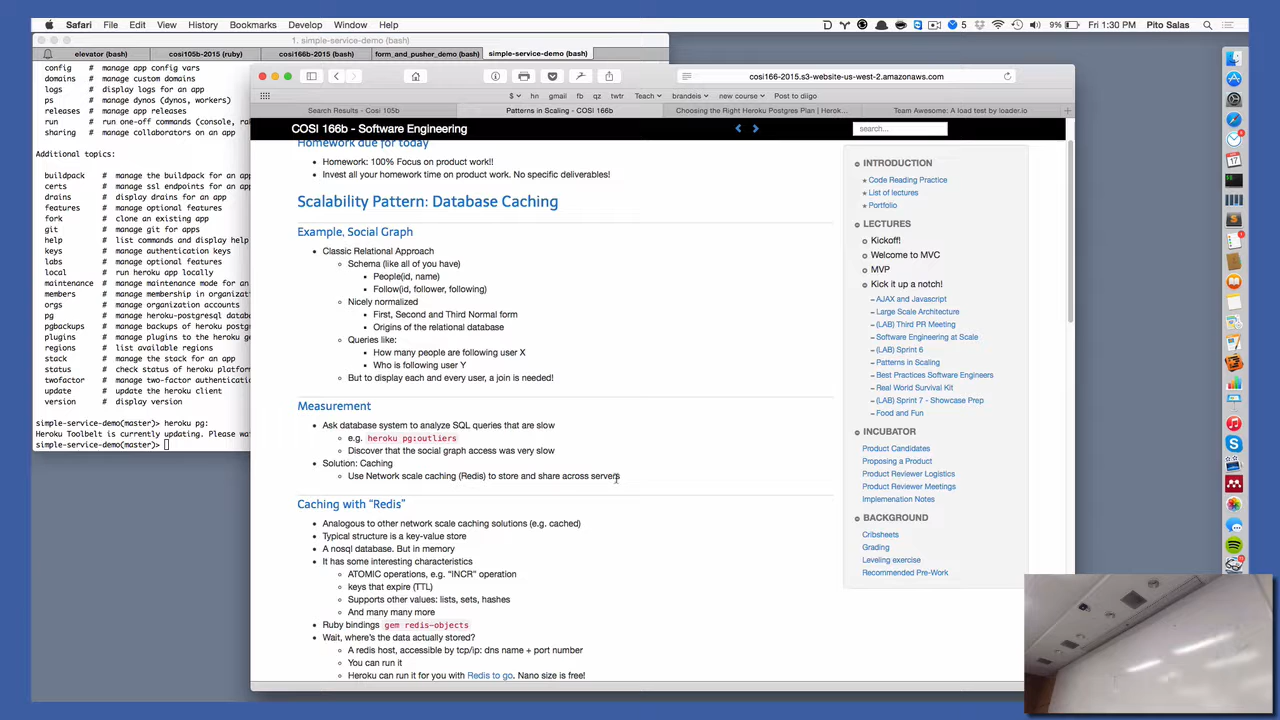 Safari File Edit View History Bookmarks Develop Window Help
5 9% Fri 1:30 PM Pito Salas
1. simple-service-demo (bash)
elevator (bash) cosi105b-2015 (ruby) cosi166b-2015 (bash) form_and_pusher_demo (bash) simple-service-demo (bash)
config # manage app config vars
domains # manage custom domains
logs # display logs for an app
ps # manage dynos (dynos, workers)
releases # manage app releases
run # run one-off commands (console, ra
sharing # manage collaborators on an app
Additional topics:
buildpack # manage the buildpack for an ap
certs # manage ssl endpoints for an ap
drains # display drains for an app
features # manage optional features
fork # clone an existing app
git # manage git for apps
help # list commands and display help
keys # manage authentication keys
labs # manage optional features
local # run heroku app locally
maintenance # manage maintenance mode for an
members # manage membership in organizat
orgs # manage organization accounts
pg # manage heroku-postgresql datab
pgbackups # manage backups of heroku postg
plugins # manage plugins to the heroku g
regions # list available regions
stack # manage the stack for an app
status # check status of heroku platfor
twofactor # manage two-factor authenticati
update # update the heroku client
version # display version
simple-service-demo(master)> heroku pg:
Heroku Toolbelt is currently updating. Please wa
simple-service-demo(master)>
cosi166-2015.s3-website-us-west-2.amazonaws.com
$ hn gmail fb qz twtr Teach brandeis new course Post to diigo
Search Results - Cosi 105b Patterns in Scaling - COSI 166b Choosing the Right Heroku Postgres Plan | Herok... Team Awesome: A load test by loader.io
COSI 166b - Software Engineering
search...
Homework due for today
Homework: 100% Focus on product work!!
Invest all your homework time on product work. No specific deliverables!
Scalability Pattern: Database Caching
Example, Social Graph
Classic Relational Approach
Schema (like all of you have)
People(id, name)
Follow(id, follower, following)
Nicely normalized
First, Second and Third Normal form
Origins of the relational database
Queries like:
How many people are following user X
Who is following user Y
But to display each and every user, a join is needed!
Measurement
Ask database system to analyze SQL queries that are slow
e.g. heroku pg:outliers
Discover that the social graph access was very slow
Solution: Caching
Use Network scale caching (Redis) to store and share across servers
Caching with “Redis”
Analogous to other network scale caching solutions (e.g. cached)
Typical structure is a key-value store
A nosql database. But in memory
It has some interesting characteristics
ATOMIC operations, e.g. “INCR” operation
keys that expire (TTL)
Supports other values: lists, sets, hashes
And many many more
Ruby bindings gem redis-objects
Wait, where's the data actually stored?
A redis host, accessible by tcp/ip: dns name + port number
You can run it
Heroku can run it for you with Redis to go. Nano size is free!
INTRODUCTION
Code Reading Practice
List of lectures
Portfolio
LECTURES
Kickoff!
Welcome to MVC
MVP
Kick it up a notch!
– AJAX and Javascript
– Large Scale Architecture
– (LAB) Third PR Meeting
– Software Engineering at Scale
– (LAB) Sprint 6
– Patterns in Scaling
– Best Practices Software Engineers
– Real World Survival Kit
– (LAB) Sprint 7 - Showcase Prep
– Food and Fun
INCUBATOR
Product Candidates
Proposing a Product
Product Reviewer Logistics
Product Reviewer Meetings
Implemenation Notes
BACKGROUND
Cribsheets
Grading
Leveling exercise
Recommended Pre-Work
17